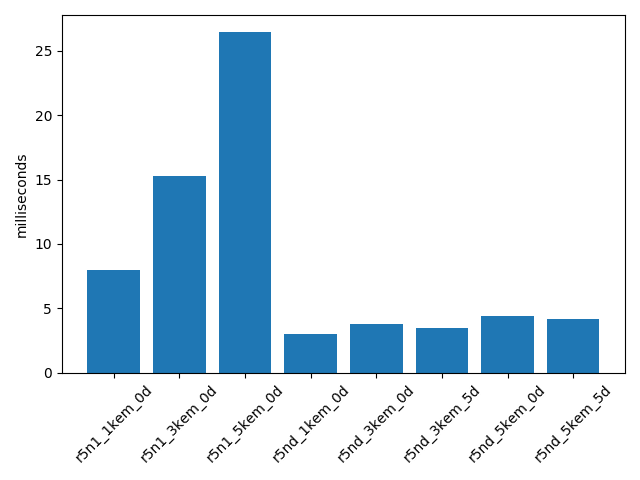 milliseconds
25
20
15
10
5
0
r5n1_1kem_0d
r5n1_3kem_0d
r5n1_5kem_0d
r5nd_1kem_0d
r5nd_3kem_0d
r5nd_3kem_5d
r5nd_5kem_0d
r5nd_5kem_5d